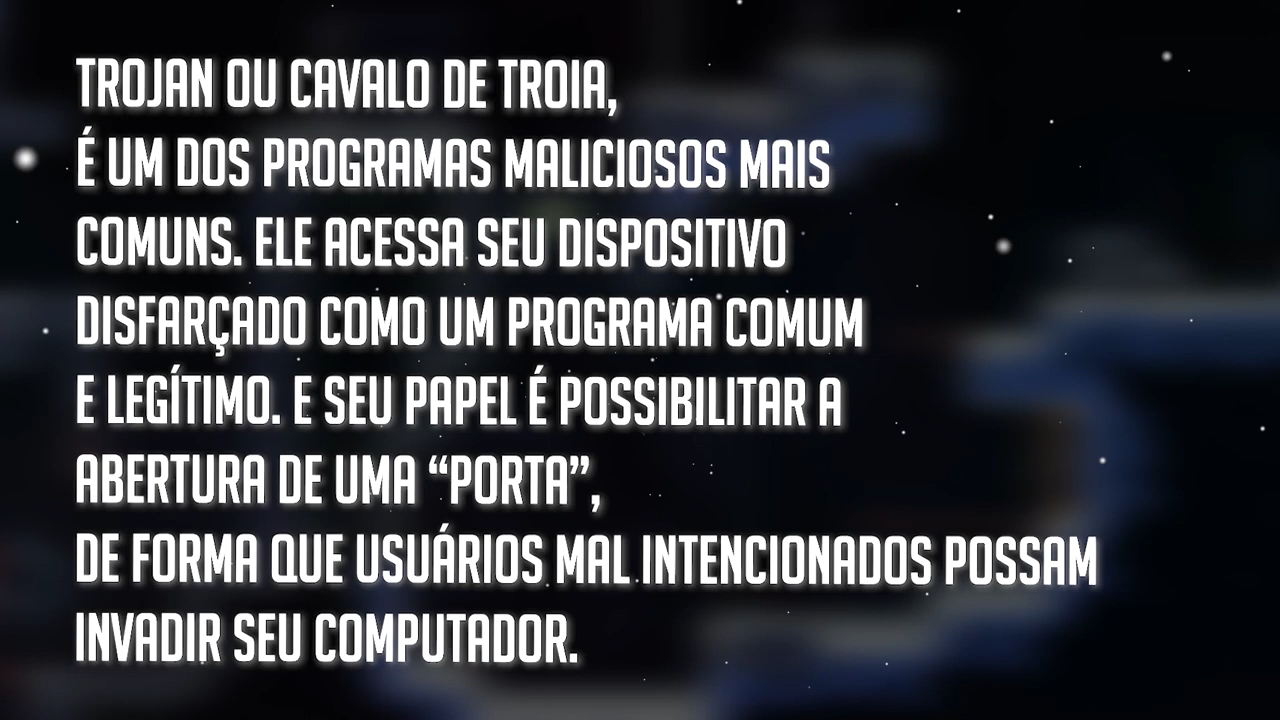 TROJAN OU CAVALO DE TROIA,
É UM DOS PROGRAMAS MALICIOSOS MAIS
COMUNS. ELE ACESSA SEU DISPOSITIVO
DISFARÇADO COMO UM PROGRAMA COMUM
E LEGÍTIMO. E SEU PAPEL É POSSIBILITAR A
ABERTURA DE UMA “PORTA”,
DE FORMA QUE USUÁRIOS MAL INTENCIONADOS POSSAM
INVADIR SEU COMPUTADOR.